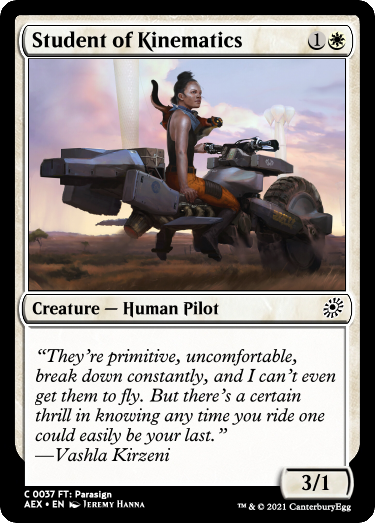 Student of Kinematics 1
Creature — Human Pilot
“They’re primitive, uncomfortable,
break down constantly, and I can’t even
get them to fly. But there’s a certain
thrill in knowing any time you ride one
could easily be your last.”
—Vashla Kirzeni
3/1
C 0037 FT: Parasign
AEX • EN Jeremy Hanna
™ & © 2021 CanterburyEgg